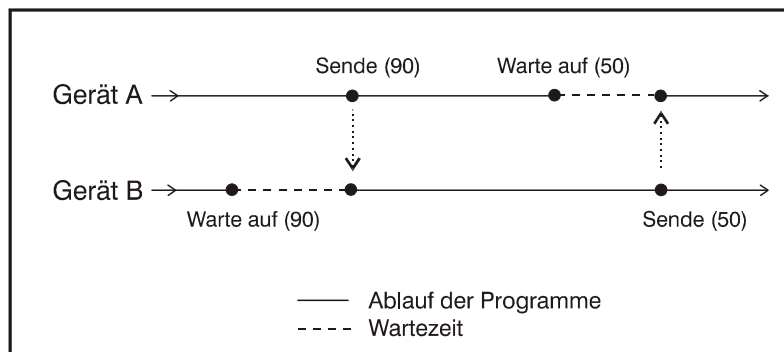 Sende (90)
Warte auf (50)
Gerät A
Gerät B
Warte auf (90)
Sende (50)
Ablauf der Programme
Wartezeit